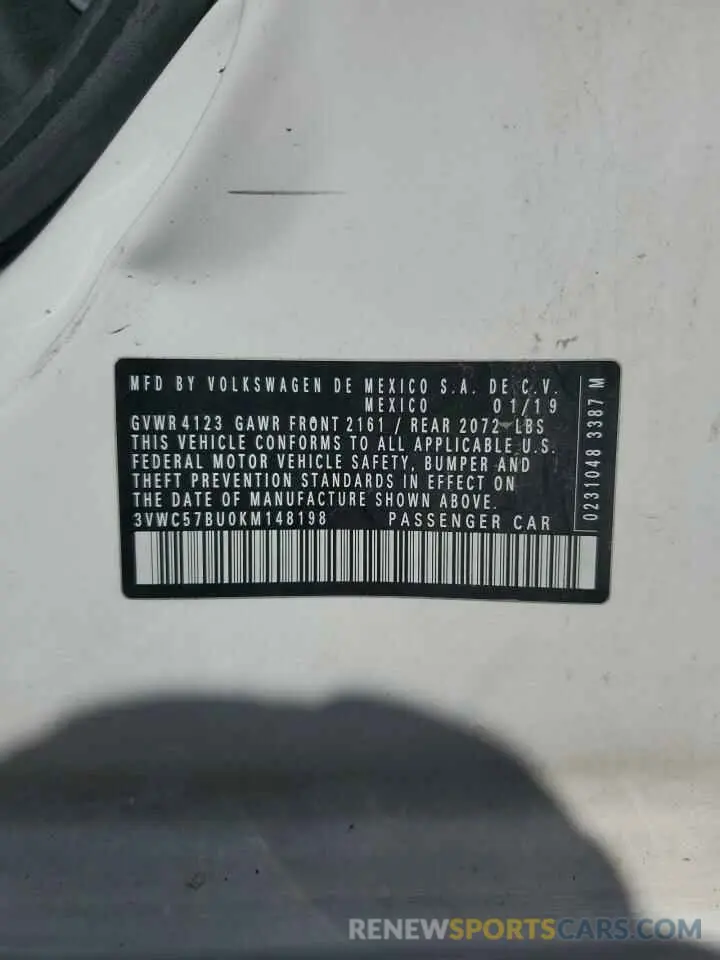 MFD BY VOLKSWAGEN DE MEXICO S.A. DE C.V.
MEXICO 01/19
GVWR 4123 GAWR FRONT 2161 / REAR 2072 LBS
THIS VEHICLE CONFORMS TO ALL APPLICABLE U.S.
FEDERAL MOTOR VEHICLE SAFETY, BUMPER AND
THEFT PREVENTION STANDARDS IN EFFECT ON
THE DATE OF MANUFACTURE SHOWN ABOVE.
3VWC57BU0KM148198 PASSENGER CAR
0231048 3387 M
RENEWSPORTSCARS.COM